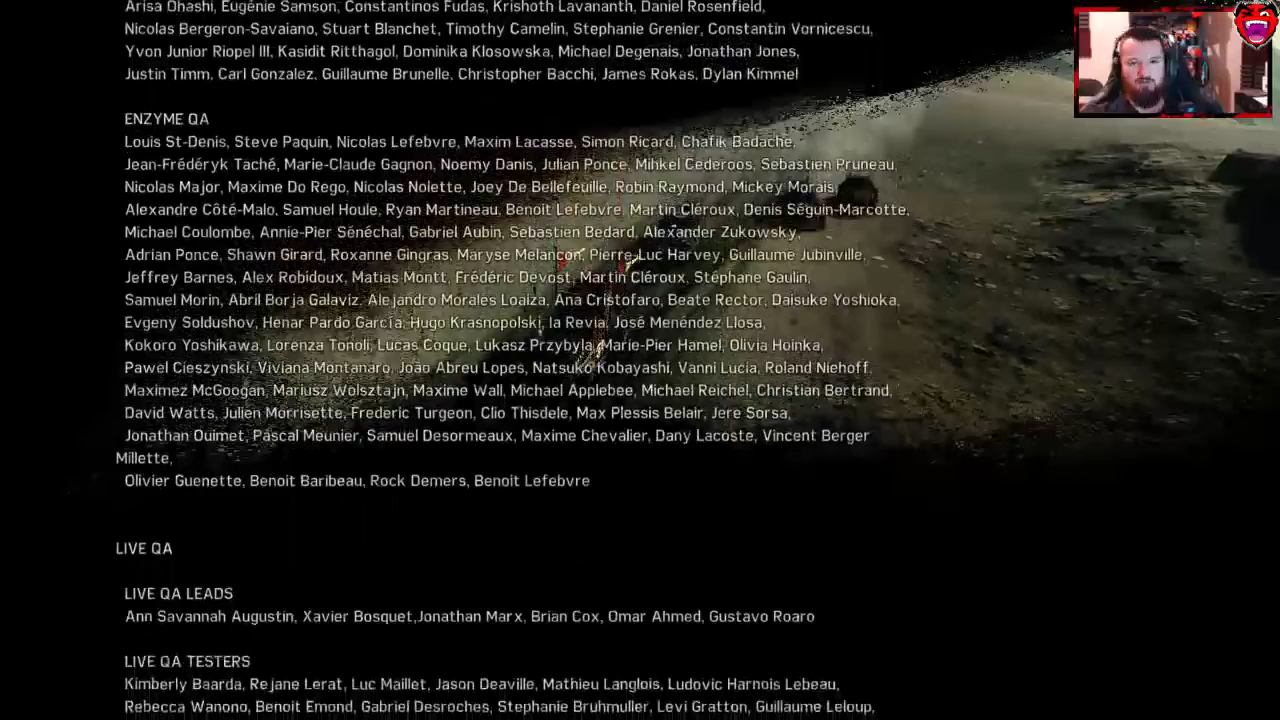 Arisa Ohashi, Eugénie Samson, Constantinos Fudas, Krishoth Lavananth, Daniel Rosenfield,
Nicolas Bergeron-Savaiano, Stuart Blanchet, Timothy Camelin, Stephanie Grenier, Constantin Vornicescu,
Yvon Junior Riopel III, Kasidit Ritthagol, Dominika Klosowska, Michael Degenais, Jonathan Jones,
Justin Timm, Carl Gonzalez, Guillaume Brunelle, Christopher Bacchi, James Rokas, Dylan Kimmel
ENZYME QA
Louis St-Denis, Steve Paquin, Nicolas Lefebvre, Maxim Lacasse, Simon Ricard, Chafik Badache,
Jean-Frédéryk Taché, Marie-Claude Gagnon, Noemy Danis, Julian Ponce, Mihkel Cederoos, Sebastien Pruneau,
Nicolas Major, Maxime Do Rego, Nicolas Nolette, Joey De Bellefeuille, Robin Raymond, Mickey Morais,
Alexandre Côté-Malo, Samuel Houle, Ryan Martineau, Benoit Lefebvre, Martin Cléroux, Denis Séguin-Marcotte,
Michael Coulombe, Annie-Pier Sénéchal, Gabriel Aubin, Sebastien Bedard, Alexander Zukowsky,
Adrian Ponce, Shawn Girard, Roxanne Gingras, Maryse Melancon, Pierre-Luc Harvey, Guillaume Jubinville,
Jeffrey Barnes, Alex Robidoux, Matias Montt, Frédéric Devost, Martin Cléroux, Stéphane Gaulin,
Samuel Morin, Abril Borja Galaviz, Alejandro Morales Loaiza, Ana Cristofaro, Beate Rector, Daisuke Yoshioka,
Evgeny Soldushov, Henar Pardo García, Hugo Krasnopolski, Ia Revia, José Menéndez Llosa,
Kokoro Yoshikawa, Lorenza Tonoli, Lucas Coque, Lukasz Przybyla, Marie-Pier Hamel, Olivia Hoinka,
Pawel Cieszynski, Viviana Montanaro, Joào Abreu Lopes, Natsuko Kobayashi, Vanni Lucia, Roland Niehoff,
Maximez McGoogan, Mariusz Wolsztajn, Maxime Wall, Michael Applebee, Michael Reichel, Christian Bertrand,
David Watts, Julien Morrisette, Frederic Turgeon, Clio Thisdele, Max Plessis Belair, Jere Sorsa,
Jonathan Ouimet, Pascal Meunier, Samuel Desormeaux, Maxime Chevalier, Dany Lacoste, Vincent Berger
Millette,
Olivier Guenette, Benoit Baribeau, Rock Demers, Benoit Lefebvre
LIVE QA
LIVE QA LEADS
Ann Savannah Augustin, Xavier Bosquet,Jonathan Marx, Brian Cox, Omar Ahmed, Gustavo Roaro
LIVE QA TESTERS
Kimberly Baarda, Rejane Lerat, Luc Maillet, Jason Deaville, Mathieu Langlois, Ludovic Harnois Lebeau,
Rebecca Wanono, Benoit Emond, Gabriel Desroches, Stephanie Bruhmuller, Levi Gratton, Guillaume Leloup,